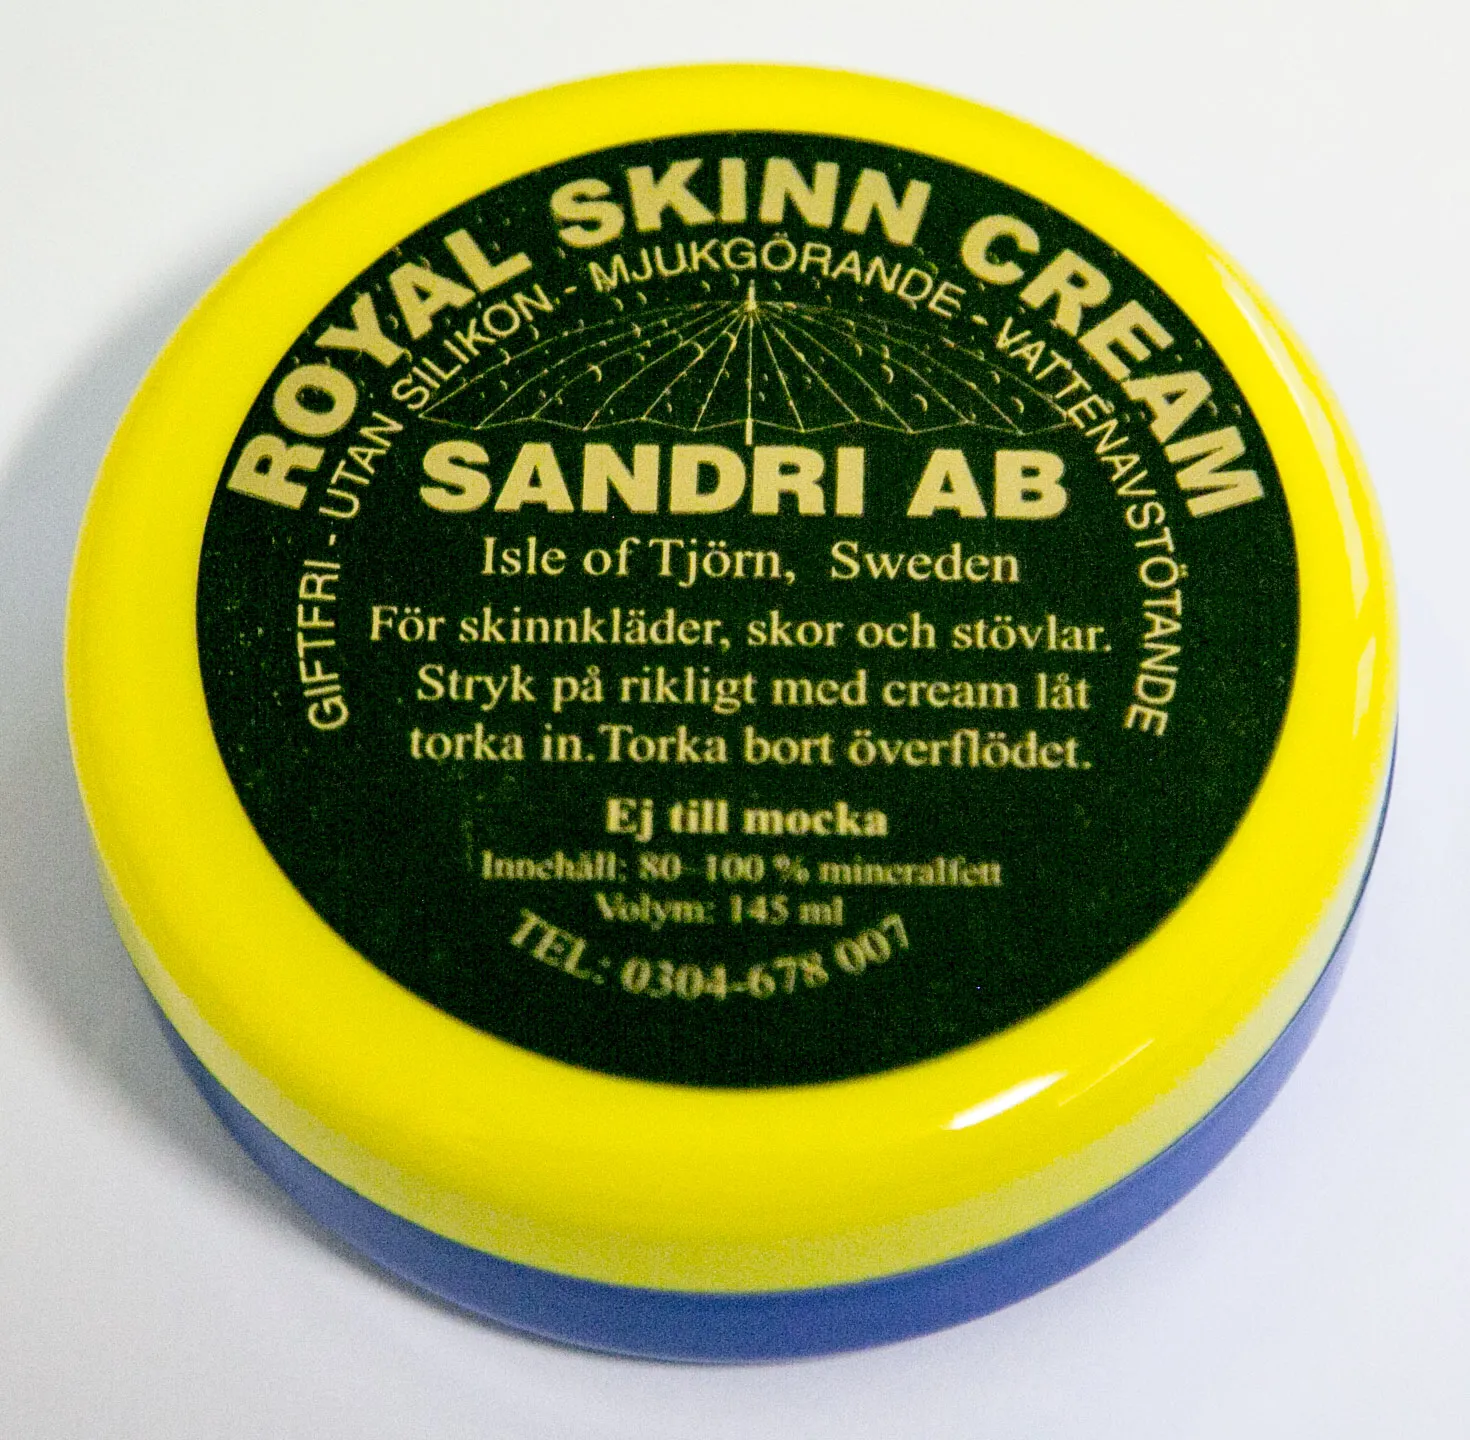 ROYAL SKINN CREAM
GIFTFRI - UTAN SILIKON - MJUKGÖRANDE - VATTENAVSTÖTANDE
SANDRI AB
Isle of Tjörn, Sweden
För skinnkläder, skor och stövlar.
Stryk på rikligt med cream låt
torka in. Torka bort överflödet.
Ej till mocka
Innehåll: 80-100 % mineralfett
Volym: 145 ml
TEL: 0304-678 007